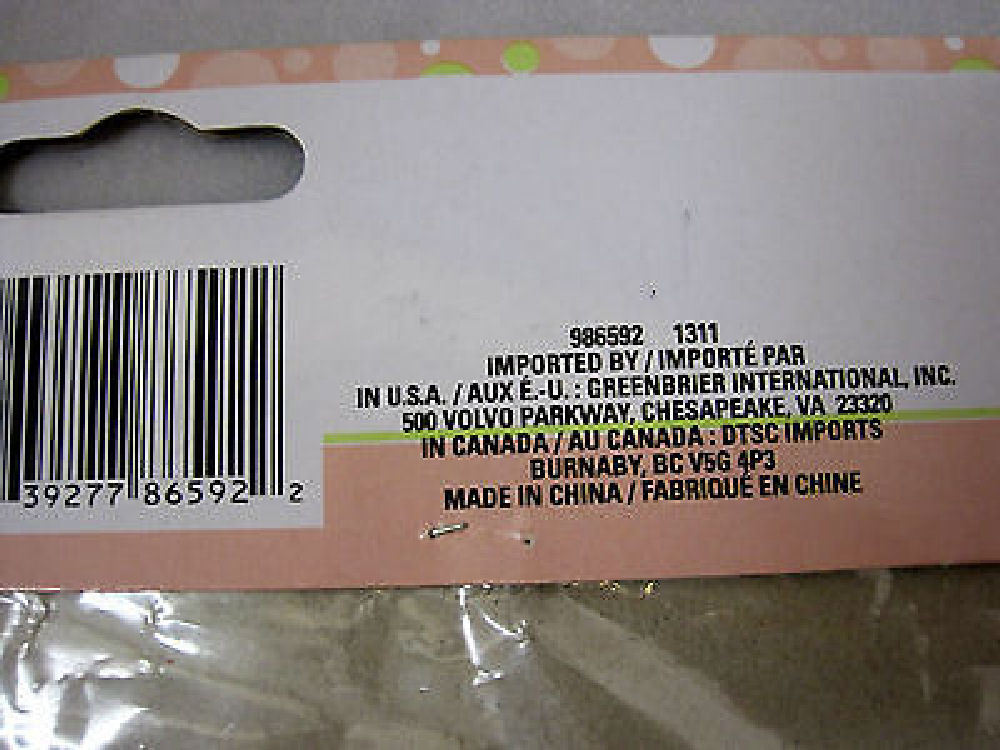 986592 1311
IMPORTED BY / IMPORTÉ PAR
IN U.S.A. / AUX É.-U. : GREENBRIER INTERNATIONAL, INC.
500 VOLVO PARKWAY, CHESAPEAKE, VA 23320
IN CANADA / AU CANADA : DTSC IMPORTS
BURNABY, BC V5G 4P3
MADE IN CHINA / FABRIQUÉ EN CHINE
39277 86592 2